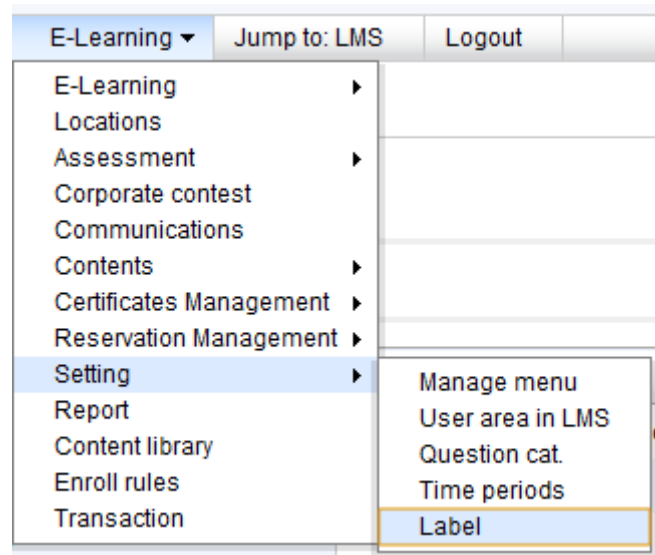 E-Learning Jump to: LMS Logout
E-Learning
Locations
Assessment
Corporate contest
Communications
Contents
Certificates Management
Reservation Management
Setting
Report
Content library
Enroll rules
Transaction
Manage menu
User area in LMS
Question cat.
Time periods
Label